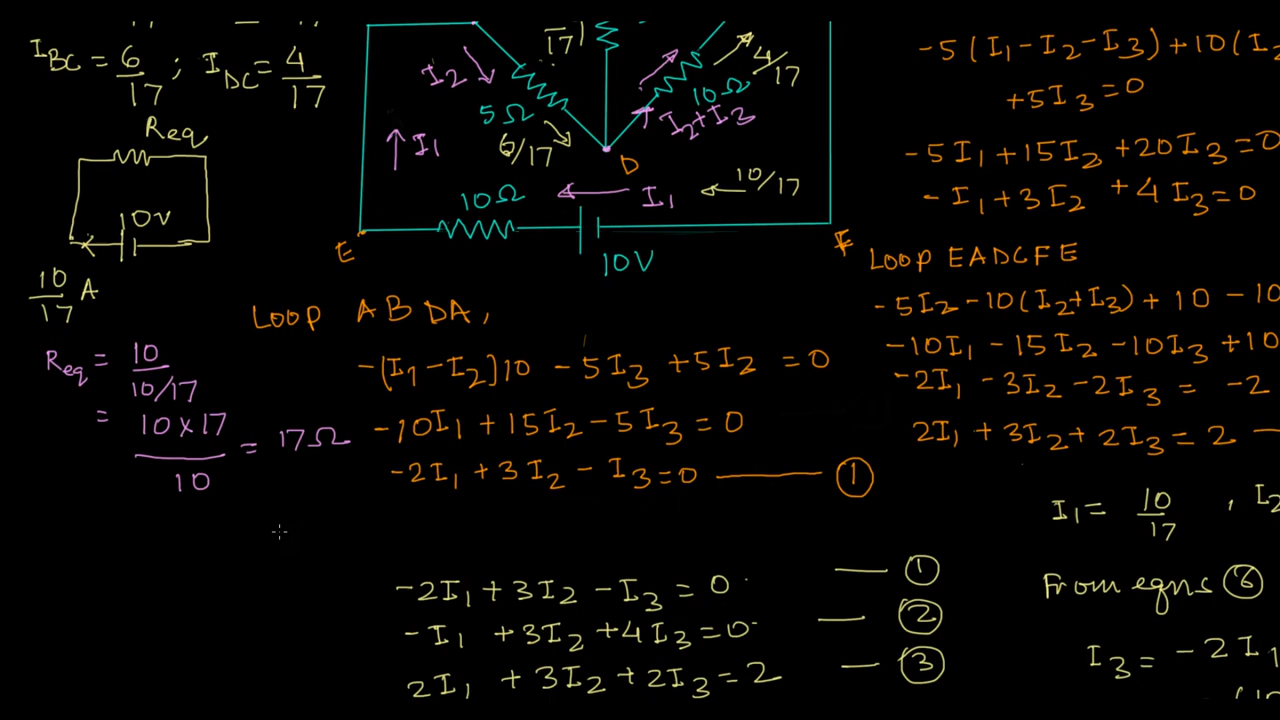 I_BC = 6/17 ; I_DC = 4/17
Req
10V
10/17 A
Req = 10 / 10/17
= 10 x 17 / 10 = 17Ω
17
I2
5Ω
6/17
I1
10Ω
I2+I3
4/17
D
10Ω
I1
10/17
E
10V
F
LOOP ABDA,
-(I1-I2)10 -5I3 +5I2 = 0
-10I1 + 15I2 - 5I3 = 0
-2I1 + 3I2 - I3 = 0 —— ①
-2I1 + 3I2 - I3 = 0 — ①
-I1 +3I2 +4I3 = 0 — ②
2I1 + 3I2 + 2I3 = 2 — ③
-5(I1-I2-I3) + 10(I2
+5I3 = 0
-5I1 + 15I2 + 20I3 = 0
-I1 + 3I2 + 4I3 = 0
LOOP EADCFE
-5I2 - 10(I2+I3) + 10 - 10
-10I1 - 15I2 - 10I3 + 10
-2I1 - 3I2 - 2I3 = -2
2I1 + 3I2 + 2I3 = 2 —
I1 = 10/17 , I2
From eqns
I3 = -2I1